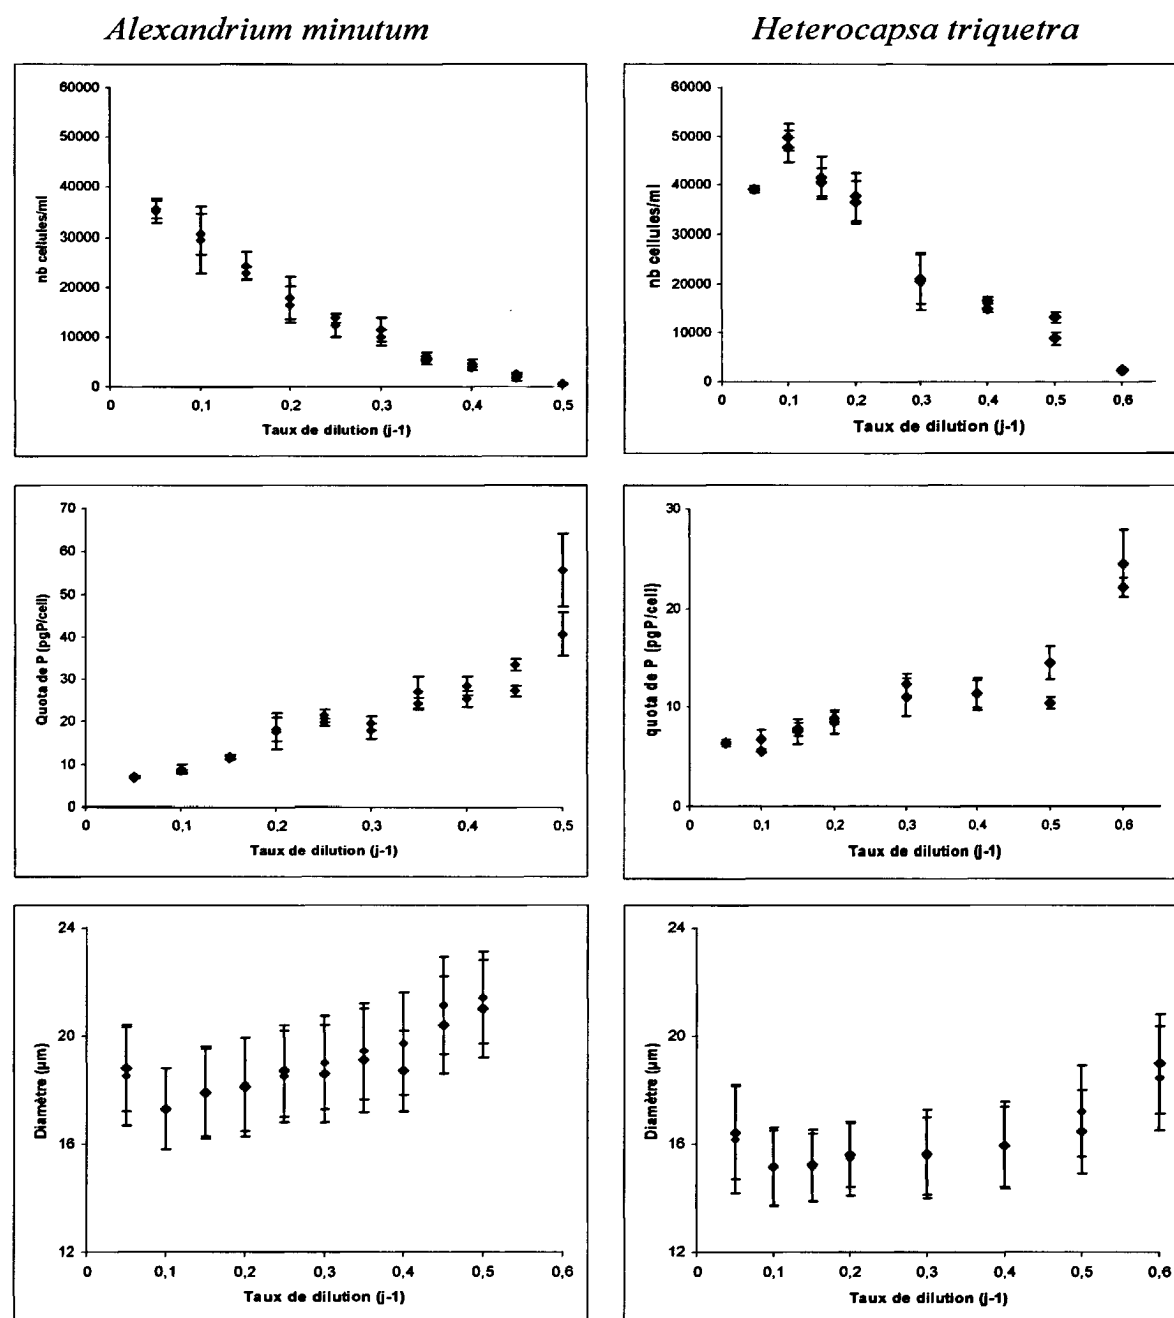 Alexandrium minutum
Heterocapsa triquetra
60000
50000
40000
30000
20000
10000
0
nb cellules/ml
0 0,1 0,2 0,3 0,4 0,5
Taux de dilution (j-1)
60000
50000
40000
30000
20000
10000
0
nb cellules/ml
0 0,1 0,2 0,3 0,4 0,5 0,6
Taux de dilution (j-1)
70
60
50
40
30
20
10
0
Quota de P (pgP/cell)
0 0,1 0,2 0,3 0,4 0,5
Taux de dilution (j-1)
30
20
10
0
quota de P (pgP/cell)
0 0,1 0,2 0,3 0,4 0,5 0,6
Taux de dilution (j-1)
24
20
16
12
Diamètre (µm)
0 0,1 0,2 0,3 0,4 0,5 0,6
Taux de dilution (j-1)
24
20
16
12
Diamètre (µm)
0 0,1 0,2 0,3 0,4 0,5 0,6
Taux de dilution (j-1)